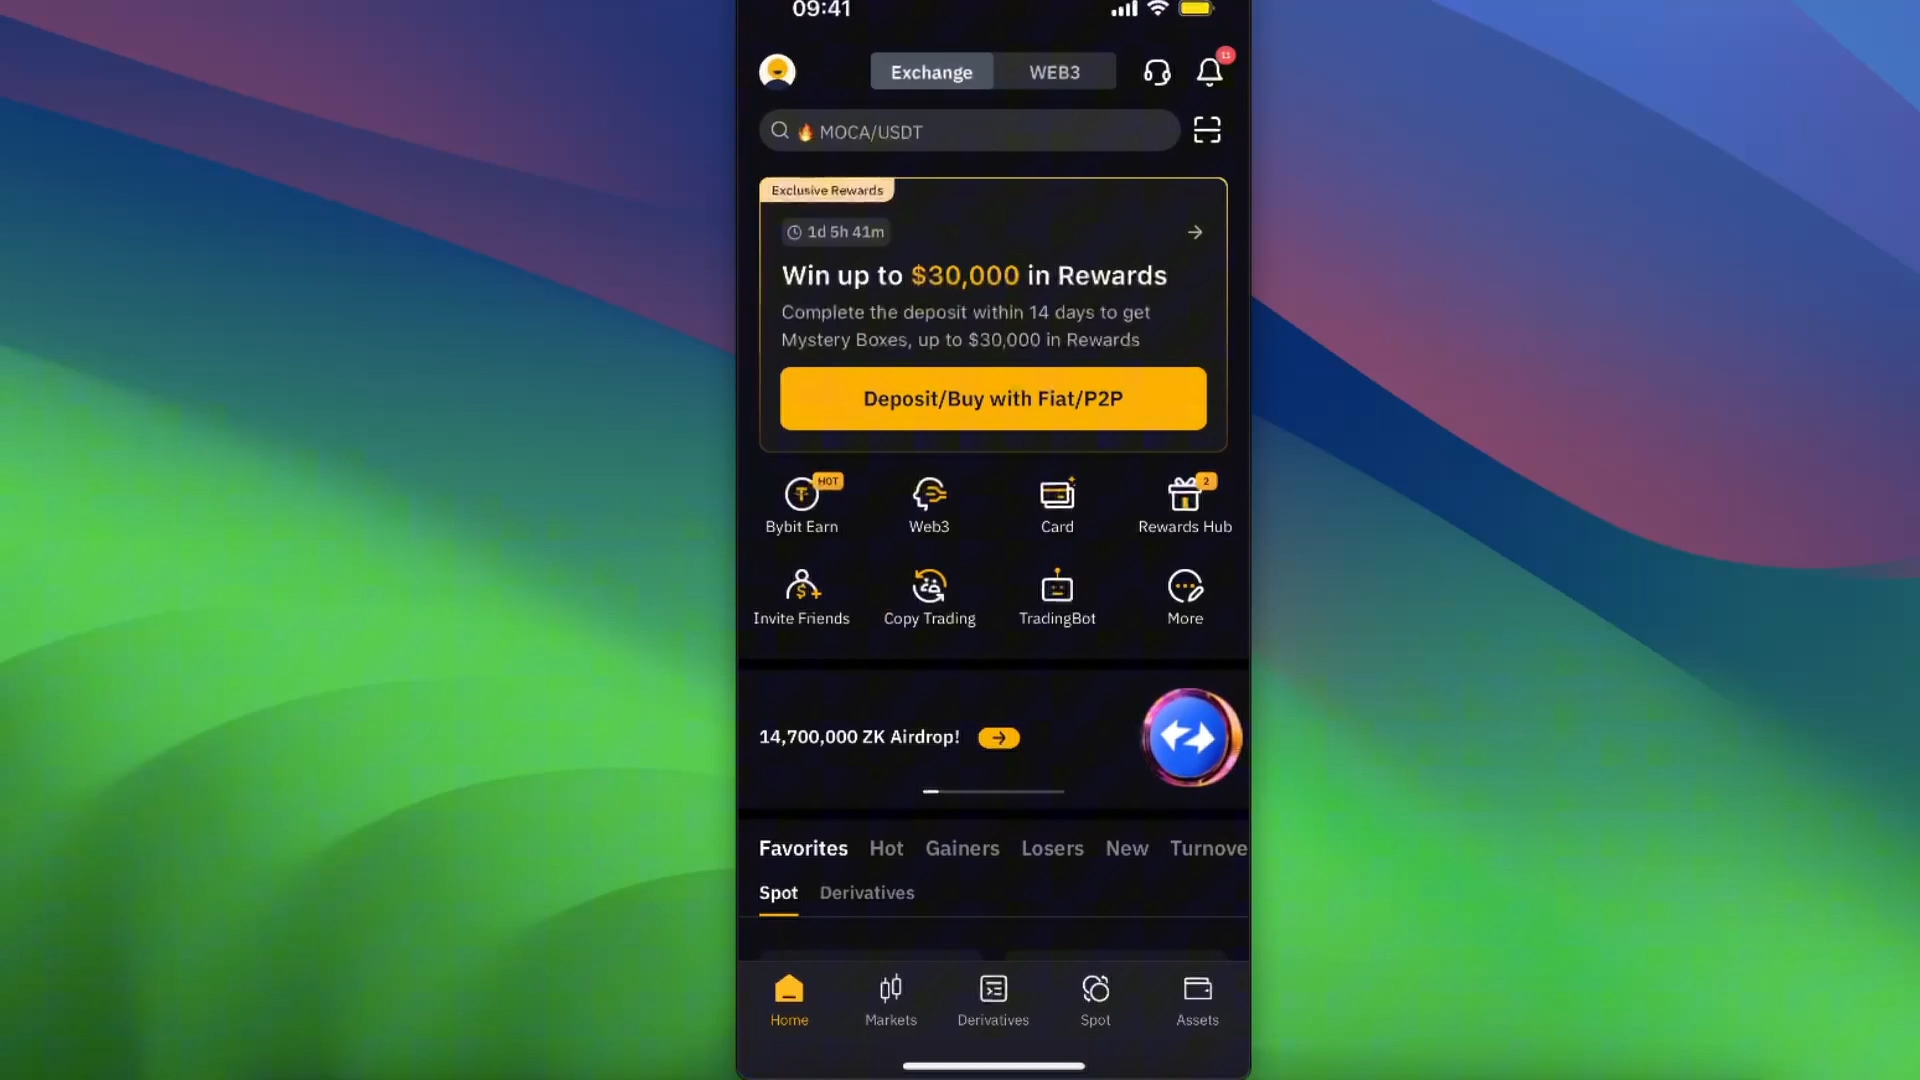 09:41
Exchange WEB3
11
MOCA/USDT
Exclusive Rewards
1d 5h 41m
Win up to $30,000 in Rewards
Complete the deposit within 14 days to get
Mystery Boxes, up to $30,000 in Rewards
Deposit/Buy with Fiat/P2P
HOT
2
Bybit Earn Web3 Card Rewards Hub
Invite Friends Copy Trading TradingBot More
14,700,000 ZK Airdrop!
Favorites Hot Gainers Losers New Turnove
Spot Derivatives
Home Markets Derivatives Spot Assets